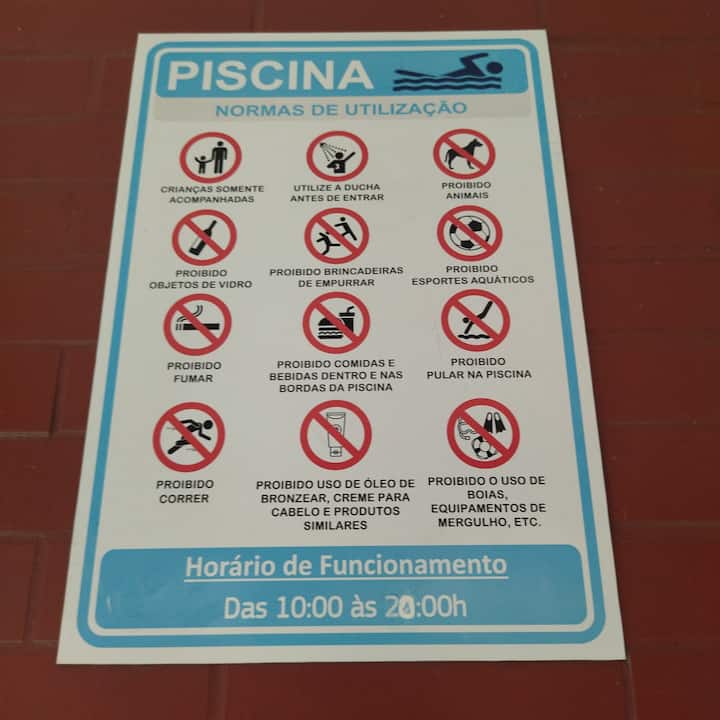 PISCINA
NORMAS DE UTILIZAÇÃO
CRIANÇAS SOMENTE
ACOMPANHADAS
UTILIZE A DUCHA
ANTES DE ENTRAR
PROIBIDO
ANIMAIS
PROIBIDO
OBJETOS DE VIDRO
PROIBIDO BRINCADEIRAS
DE EMPURRAR
PROIBIDO
ESPORTES AQUÁTICOS
PROIBIDO
FUMAR
PROIBIDO COMIDAS E
BEBIDAS DENTRO E NAS
BORDAS DA PISCINA
PROIBIDO
PULAR NA PISCINA
PROIBIDO
CORRER
PROIBIDO USO DE ÓLEO DE
BRONZEAR, CREME PARA
CABELO E PRODUTOS
SIMILARES
PROIBIDO O USO DE
BOIAS,
EQUIPAMENTOS DE
MERGULHO, ETC.
Horário de Funcionamento
Das 10:00 às